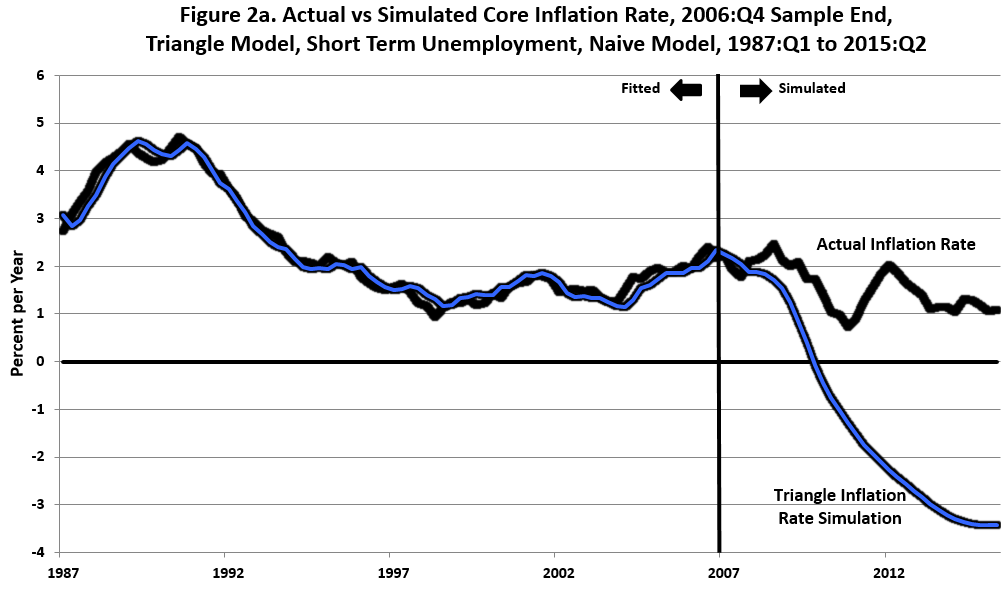 Figure 2a. Actual vs Simulated Core Inflation Rate, 2006:Q4 Sample End,
Triangle Model, Short Term Unemployment, Naive Model, 1987:Q1 to 2015:Q2
6
5
4
3
2
1
0
-1
-2
-3
-4
Percent per Year
Fitted
Simulated
Actual Inflation Rate
Triangle Inflation
Rate Simulation
1987
1992
1997
2002
2007
2012